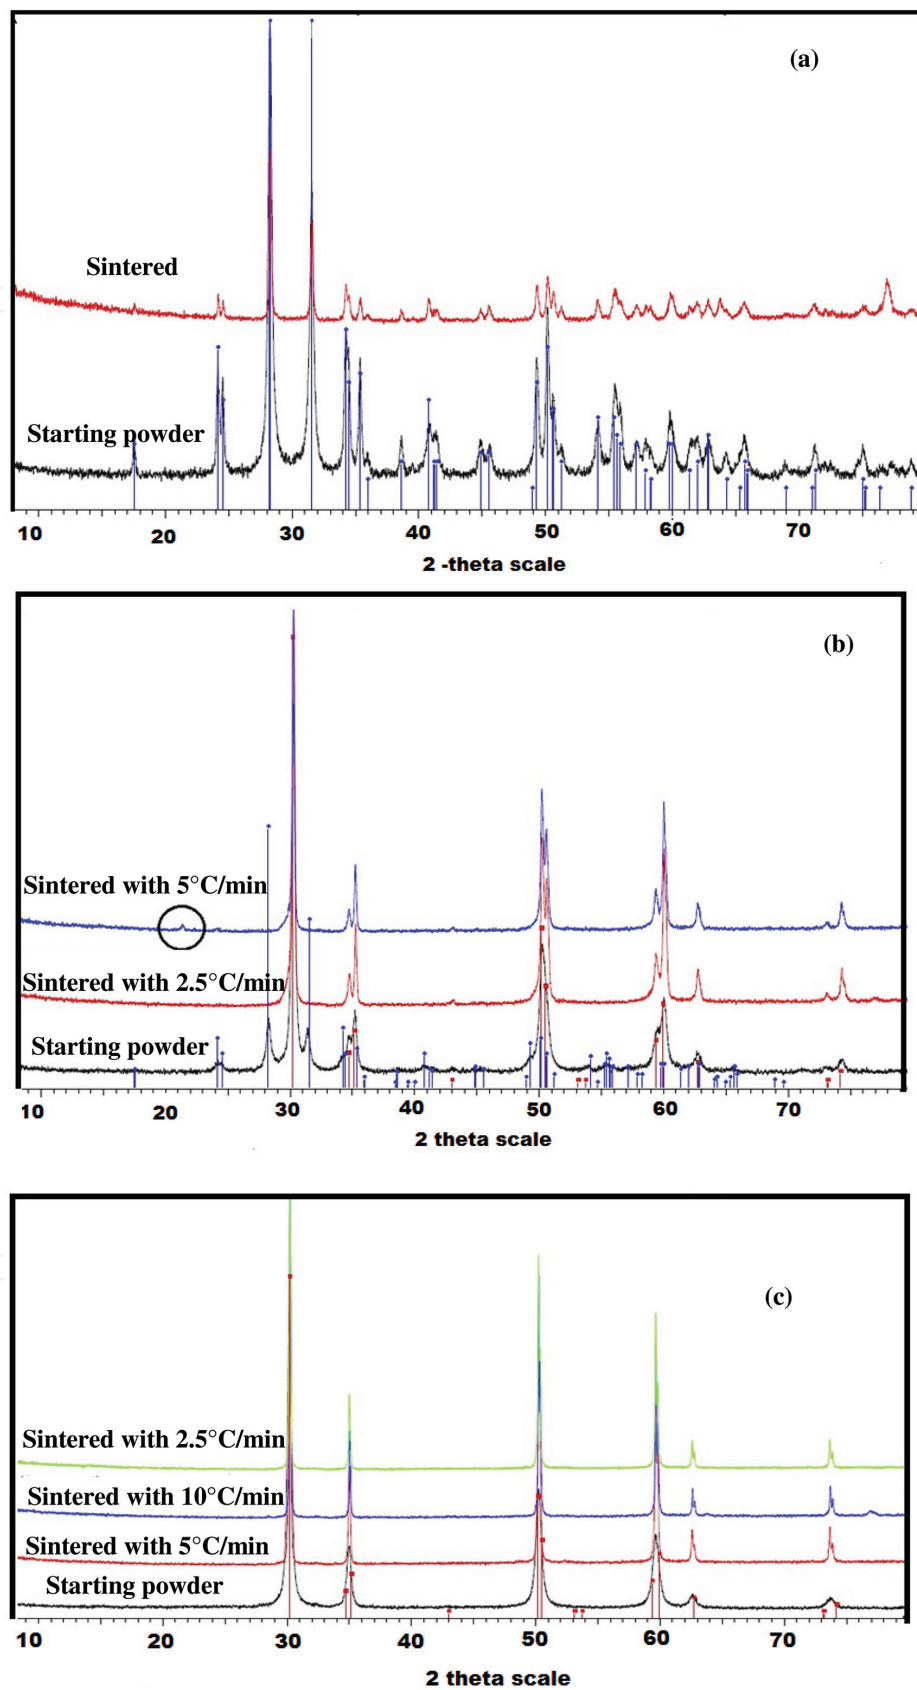 (a)
Sintered
Starting powder
10 20 30 40 50 60 70
2 -theta scale
(b)
Sintered with 5°C/min
Sintered with 2.5°C/min
Starting powder
10 20 30 40 50 60 70
2 theta scale
(c)
Sintered with 2.5°C/min
Sintered with 10°C/min
Sintered with 5°C/min
Starting powder
10 20 30 40 50 60 70
2 theta scale